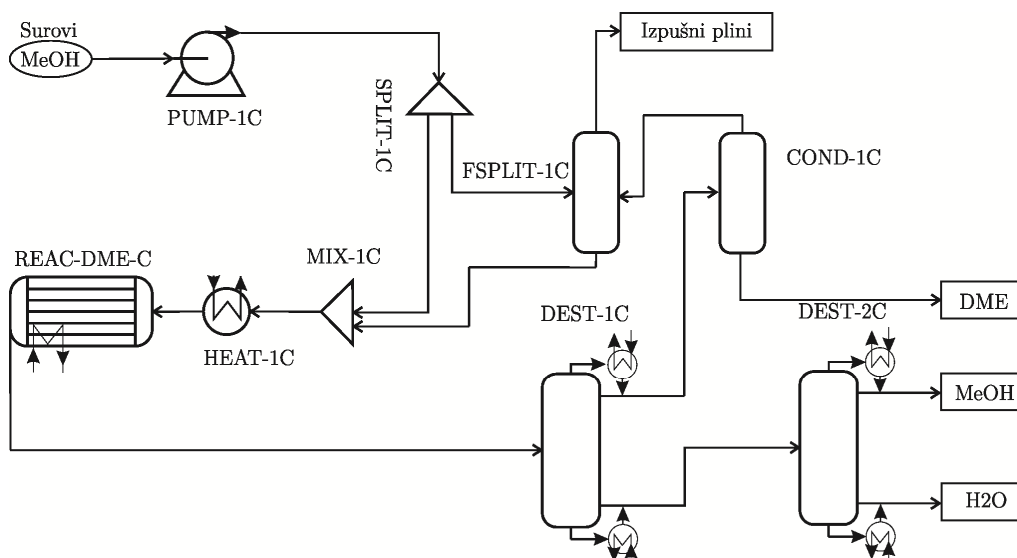 Surovi
MeOH
PUMP-1C
SPLIT-1C
Izpušni plini
FSPLIT-1C
COND-1C
REAC-DME-C
MIX-1C
HEAT-1C
DEST-1C
DEST-2C
DME
MeOH
H2O